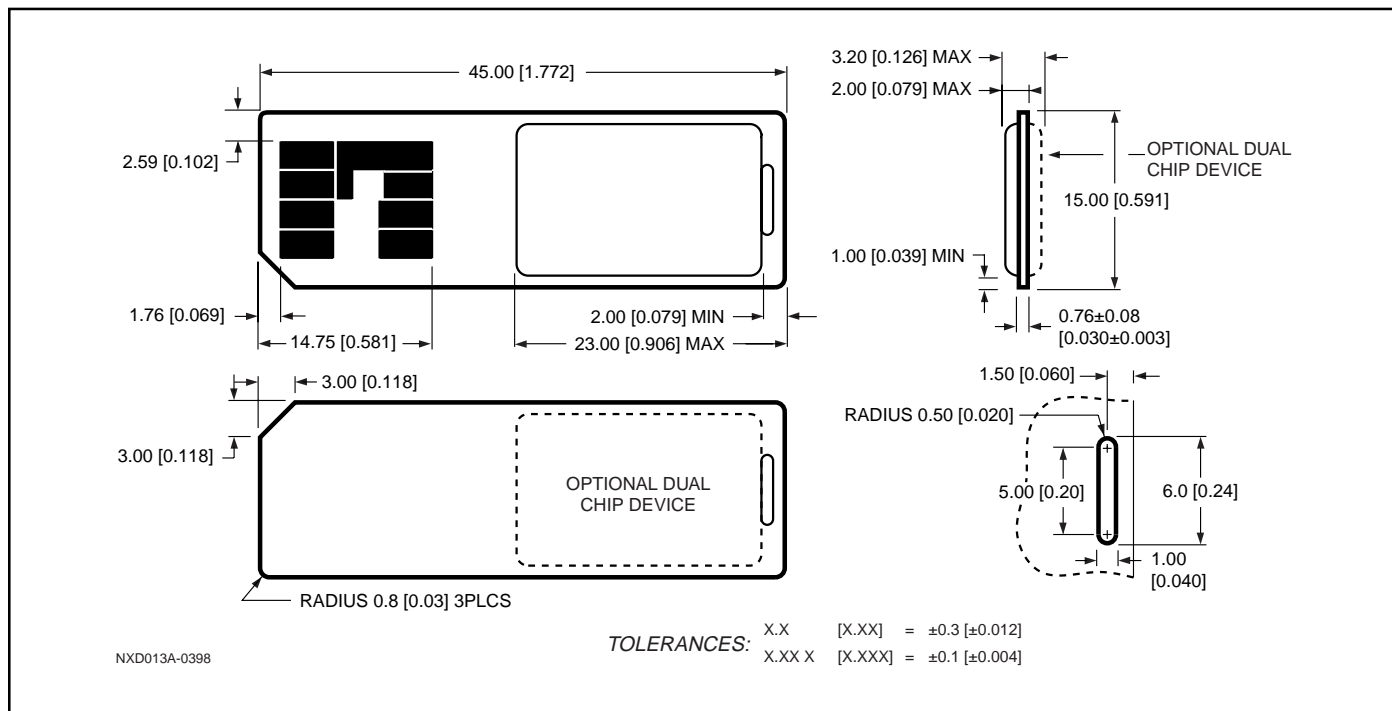 45.00 [1.772]
2.59 [0.102]
1.76 [0.069]
14.75 [0.581]
2.00 [0.079] MIN
23.00 [0.906] MAX
3.20 [0.126] MAX
2.00 [0.079] MAX
OPTIONAL DUAL
CHIP DEVICE
15.00 [0.591]
1.00 [0.039] MIN
0.76±0.08
[0.030±0.003]
3.00 [0.118]
3.00 [0.118]
OPTIONAL DUAL
CHIP DEVICE
RADIUS 0.8 [0.03] 3PLCS
1.50 [0.060]
RADIUS 0.50 [0.020]
5.00 [0.20]
6.0 [0.24]
1.00
[0.040]
TOLERANCES:
X.X [X.XX] = ±0.3 [±0.012]
X.XX X [X.XXX] = ±0.1 [±0.004]
NXD013A-0398